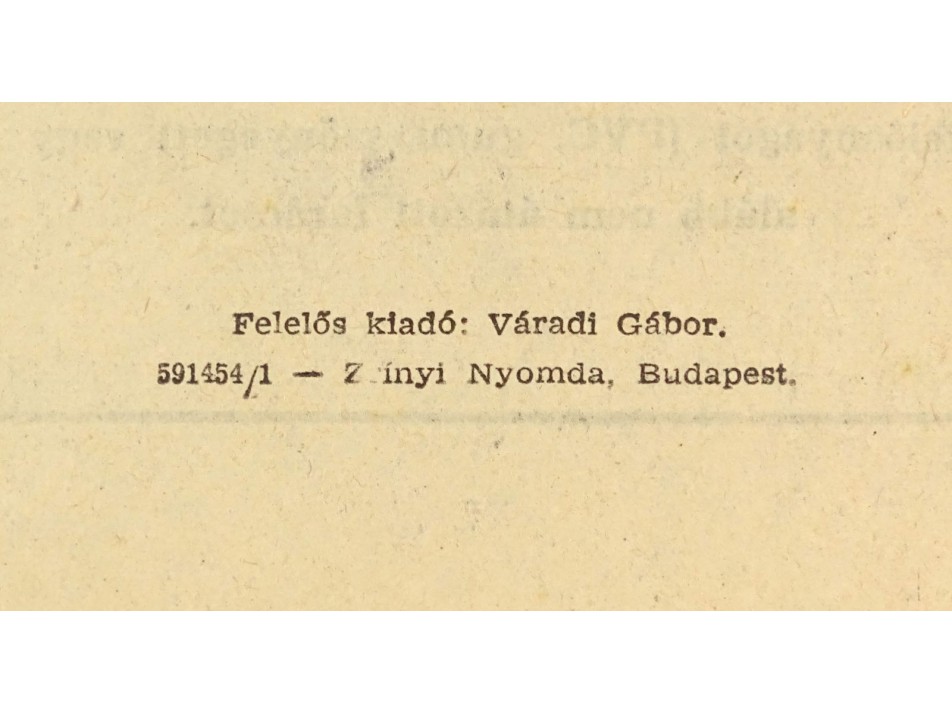 Felelős kiadó: Váradi Gábor.
591454/1 — Z ínyi Nyomda, Budapest.